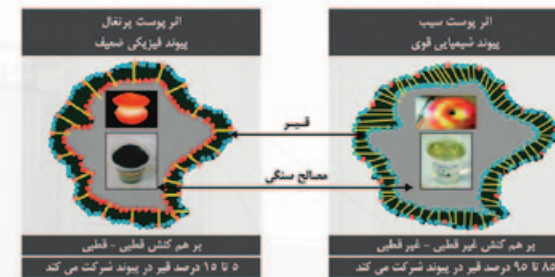 اثر پوست سیب
پیوند شیمیایی قوی
اثر پوست پرتغال
پیوند فیزیکی ضعیف
قیر
مصالح سنگی
بر هم کنش غیر قطبی - غیر قطبی
۸۵ تا ۹۵ درصد قیر در پیوند شرکت می کند
بر هم کنش قطبی - قطبی
۵ تا ۱۵ درصد قیر در پیوند شرکت می کند